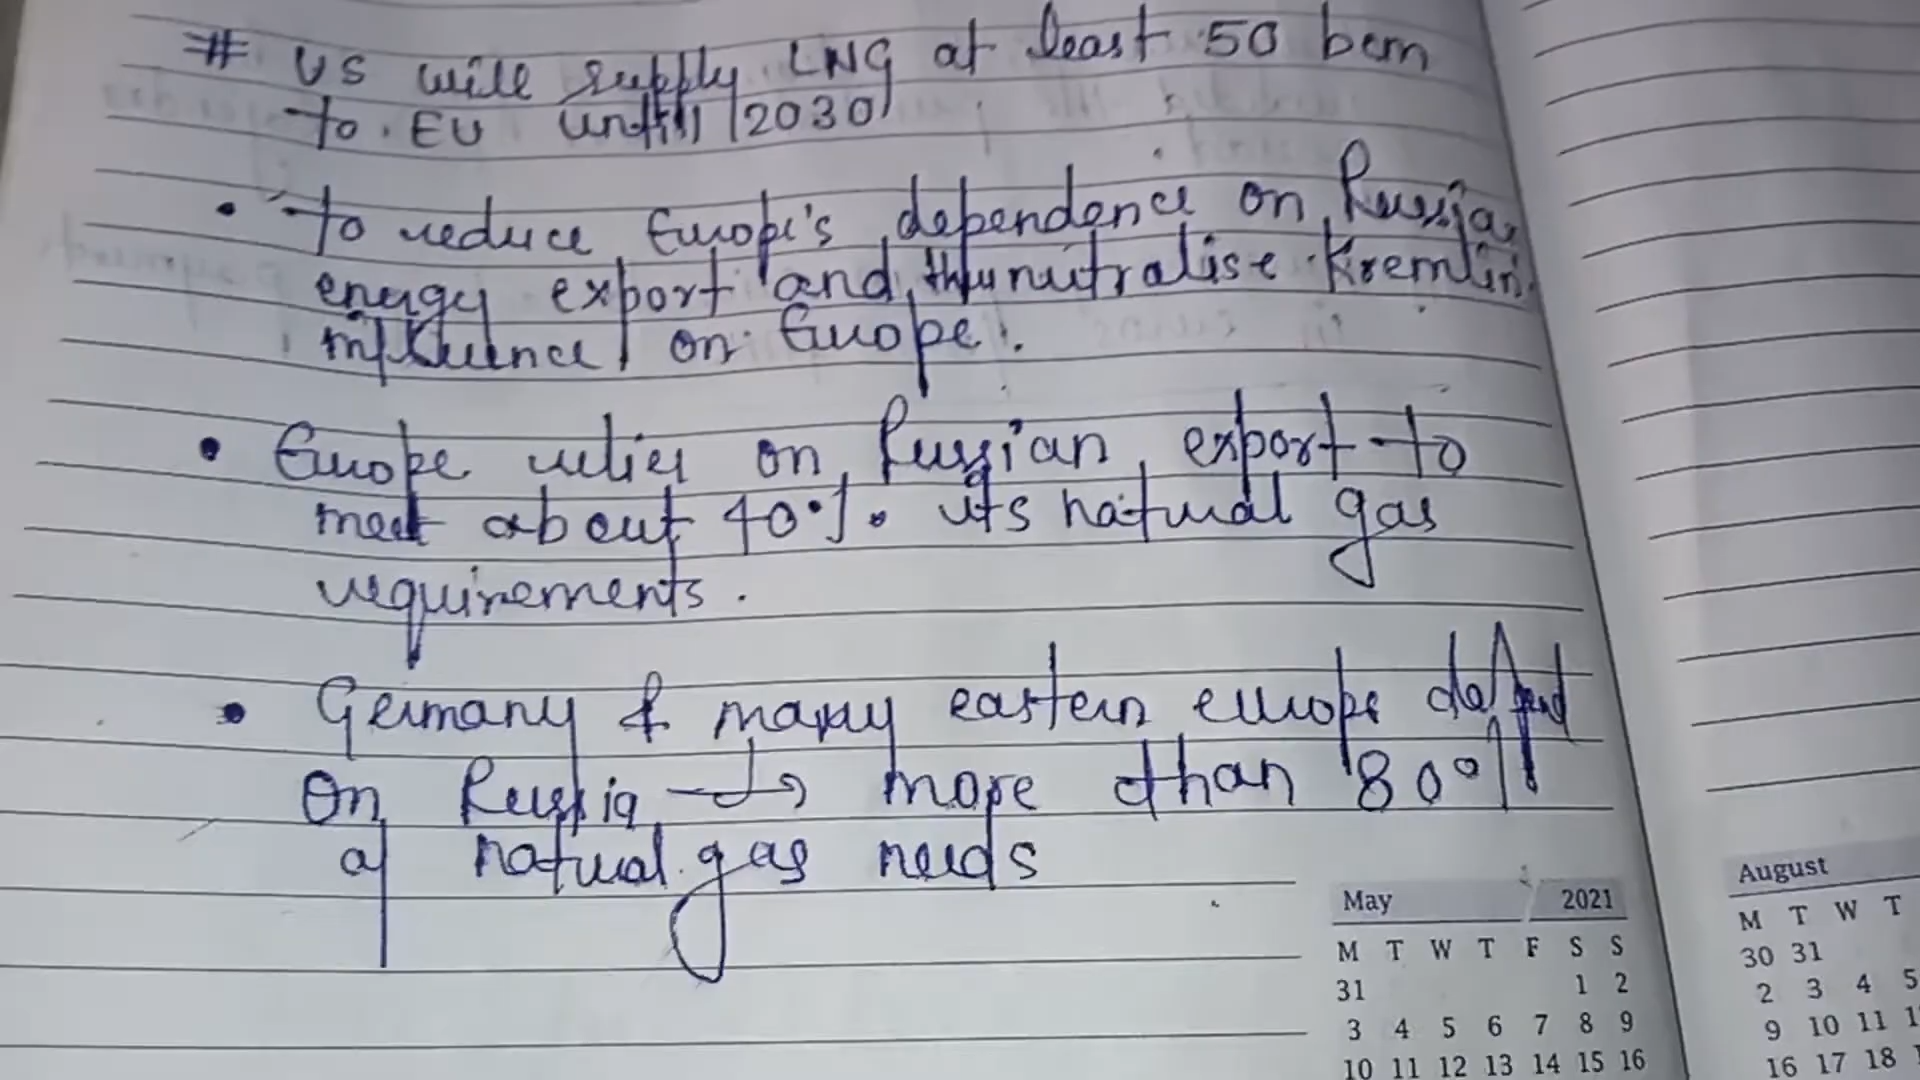 # US will supply LNG at least 50 bcm
to EU untill 2030
• To reduce Europe's dependence on Russia
energy export and thus nutralise Kremlin
influence on Europe.
• Europe relies on Russian export to
meet about 40% its natural gas
requirements.
• Germany & many eastern europe depend
On Russia → more than 80%
of natural gas needs
May 2021
M T W T F S S
31 1 2
3 4 5 6 7 8 9
10 11 12 13 14 15 16
August
M T W T
30 31
2 3 4 5
9 10 11
16 17 18